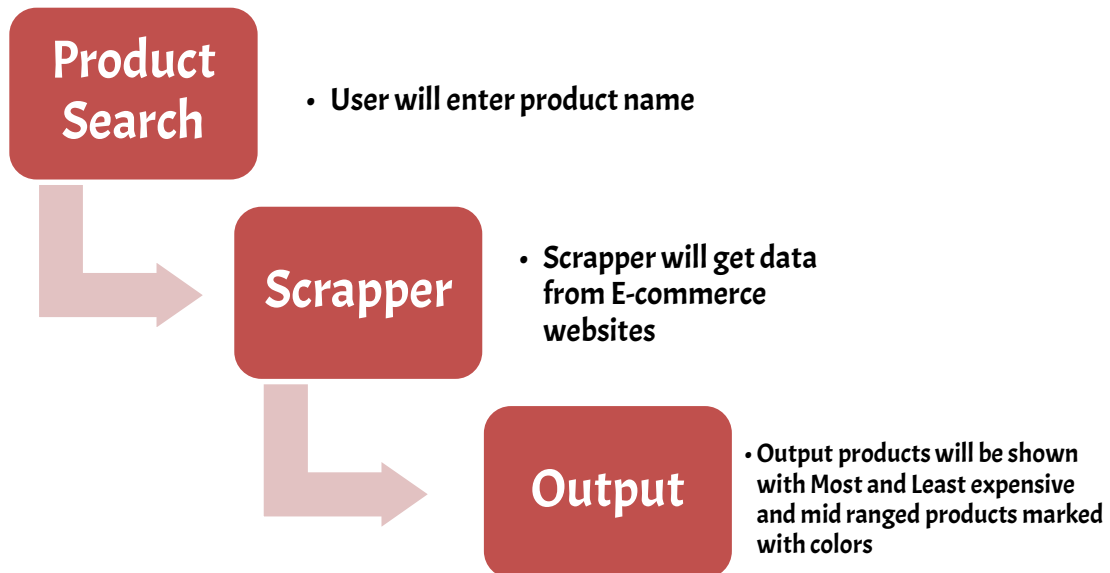 Product
Search
• User will enter product name
Scrapper
• Scrapper will get data
from E-commerce
websites
Output
• Output products will be shown
with Most and Least expensive
and mid ranged products marked
with colors